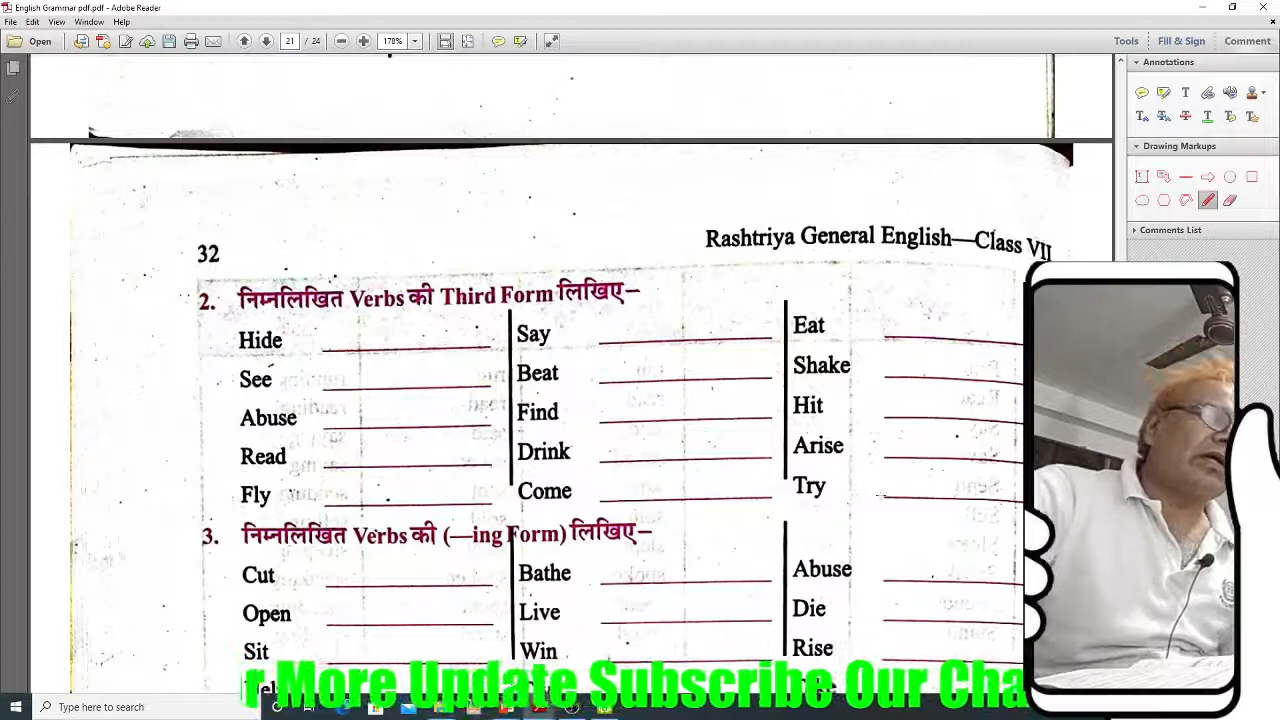 English Grammar pdf.pdf - Adobe Reader
File Edit View Window Help
Open 21 / 24 178% Tools Fill & Sign Comment
Annotations
Drawing Markups
Comments List
32 Rashtriya General English—Class VII
2. निम्नलिखित Verbs की Third Form लिखिए–
Hide Say Eat
See Beat Shake
Abuse Find Hit
Read Drink Arise
Fly Come Try
3. निम्नलिखित Verbs की (—ing Form) लिखिए–
Cut Bathe Abuse
Open Live Die
Sit Win Rise
r More Update Subscribe Our Cha
Type here to search